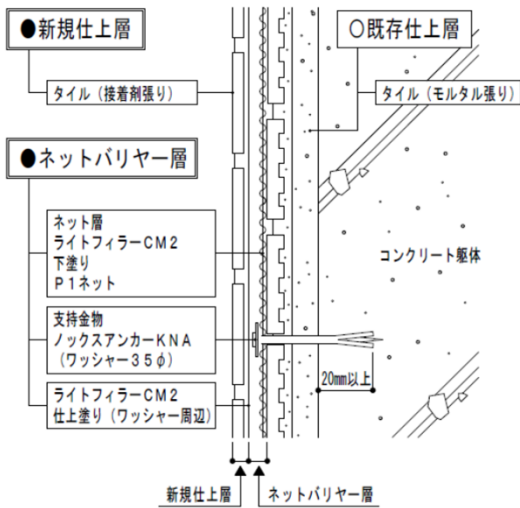 ●新規仕上層
タイル（接着剤張り）
○既存仕上層
タイル（モルタル張り）
●ネットバリヤー層
ネット層
ライトフィラーＣＭ２
下塗り
Ｐ１ネット
支持金物
ノックスアンカーＫＮＡ
（ワッシャー３５φ）
ライトフィラーＣＭ２
仕上塗り（ワッシャー周辺）
コンクリート躯体
20mm以上
新規仕上層
ネットバリヤー層